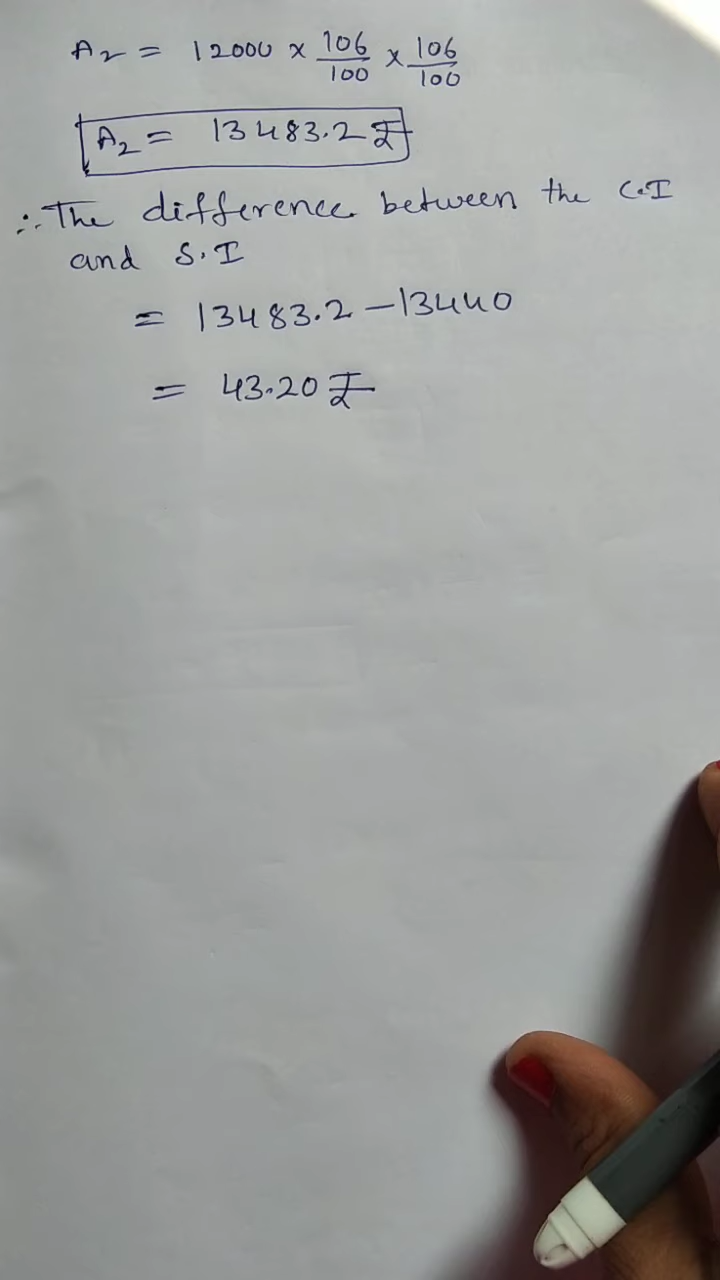 A₂ = 12000 × 106/100 × 106/100
A₂ = 13483.2 ₹
∴ The difference between the C.I
and S.I
= 13483.2 - 13440
= 43.20 ₹